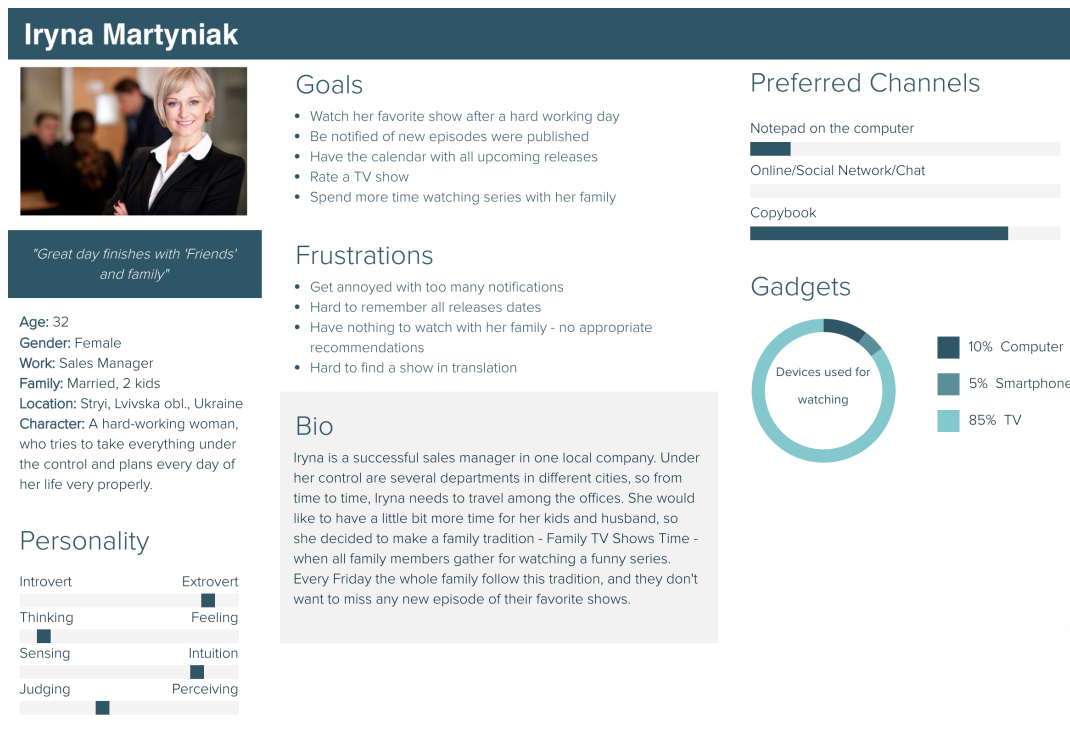 Iryna Martyniak
"Great day finishes with 'Friends'
and family"
Age: 32
Gender: Female
Work: Sales Manager
Family: Married, 2 kids
Location: Stryi, Lvivska obl., Ukraine
Character: A hard-working woman,
who tries to take everything under
the control and plans every day of
her life very properly.
Personality
Introvert Extrovert
Thinking Feeling
Sensing Intuition
Judging Perceiving
Goals
• Watch her favorite show after a hard working day
• Be notified of new episodes were published
• Have the calendar with all upcoming releases
• Rate a TV show
• Spend more time watching series with her family
Frustrations
• Get annoyed with too many notifications
• Hard to remember all releases dates
• Have nothing to watch with her family - no appropriate
recommendations
• Hard to find a show in translation
Bio
Iryna is a successful sales manager in one local company. Under
her control are several departments in different cities, so from
time to time, Iryna needs to travel among the offices. She would
like to have a little bit more time for her kids and husband, so
she decided to make a family tradition - Family TV Shows Time -
when all family members gather for watching a funny series.
Every Friday the whole family follow this tradition, and they don't
want to miss any new episode of their favorite shows.
Preferred Channels
Notepad on the computer
Online/Social Network/Chat
Copybook
Gadgets
Devices used for
watching
10% Computer
5% Smartphone
85% TV